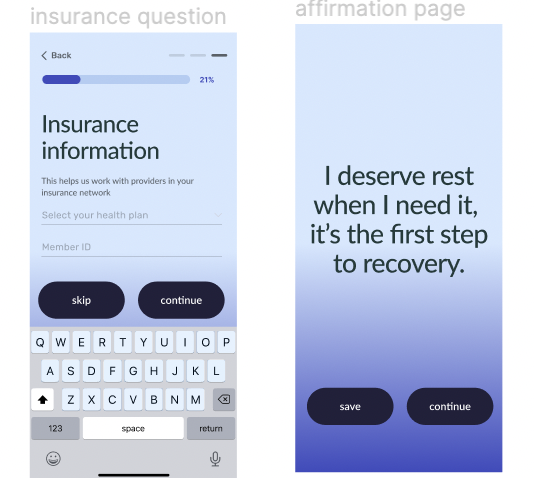 insurance question
Back
21%
Insurance
information
This helps us work with providers in your
insurance network
Select your health plan
Member ID
skip
continue
Q W E R T Y U I O P
A S D F G H J K L
Z X C V B N M
123 space return
affirmation page
I deserve rest
when I need it,
it’s the first step
to recovery.
save
continue